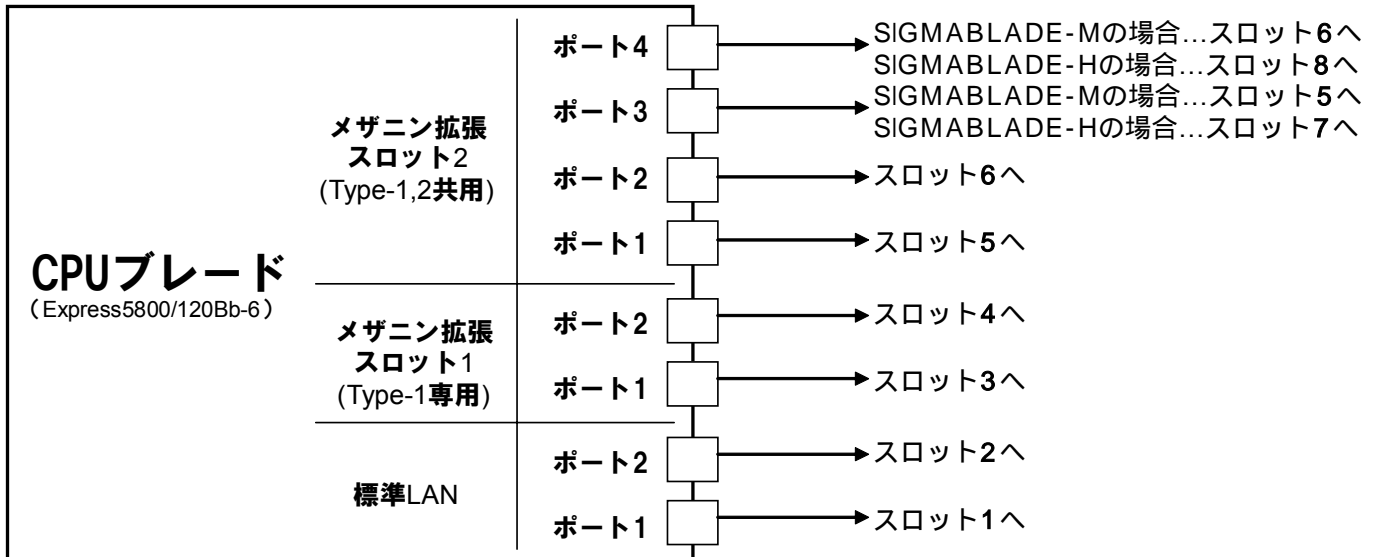 CPUブレード
（Express5800/120Bb-6）
メザニン拡張
スロット2
(Type-1,2共用)
ポート4
SIGMABLADE-Mの場合…スロット6へ
SIGMABLADE-Hの場合…スロット8へ
ポート3
SIGMABLADE-Mの場合…スロット5へ
SIGMABLADE-Hの場合…スロット7へ
ポート2
スロット6へ
ポート1
スロット5へ
メザニン拡張
スロット1
(Type-1専用)
ポート2
スロット4へ
ポート1
スロット3へ
標準LAN
ポート2
スロット2へ
ポート1
スロット1へ